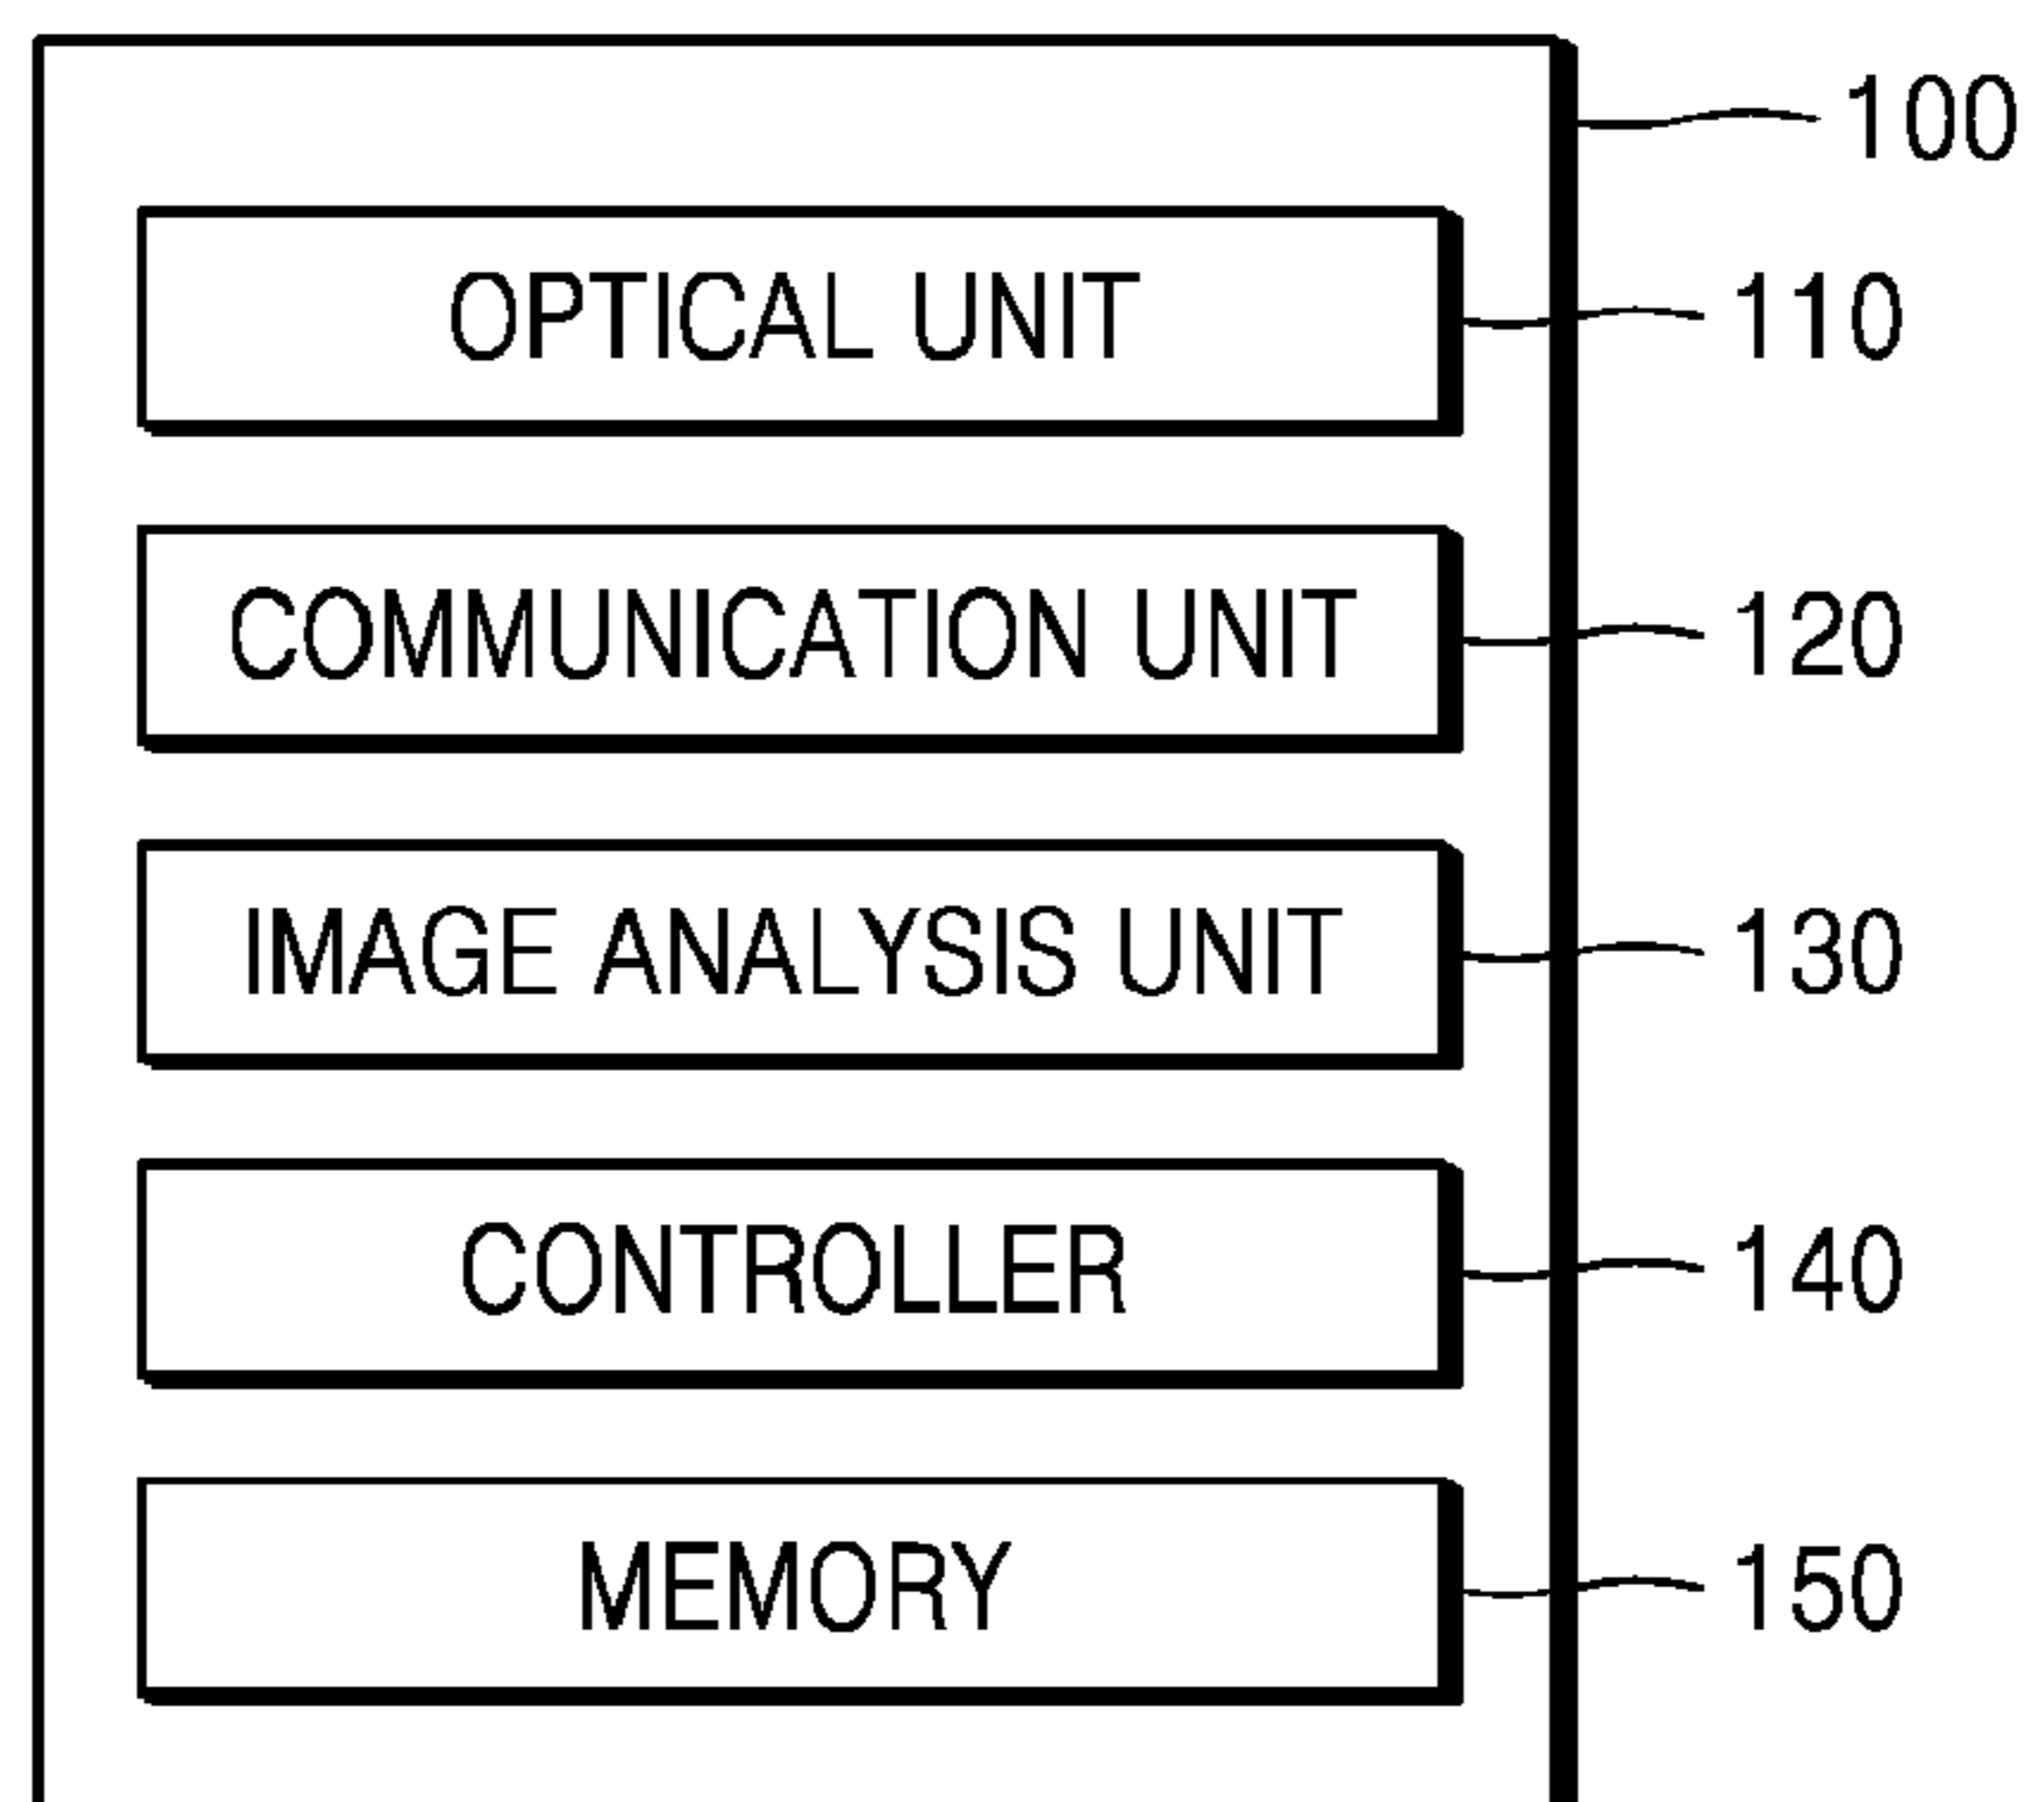 100
OPTICAL UNIT 110
COMMUNICATION UNIT 120
IMAGE ANALYSIS UNIT 130
CONTROLLER 140
MEMORY 150